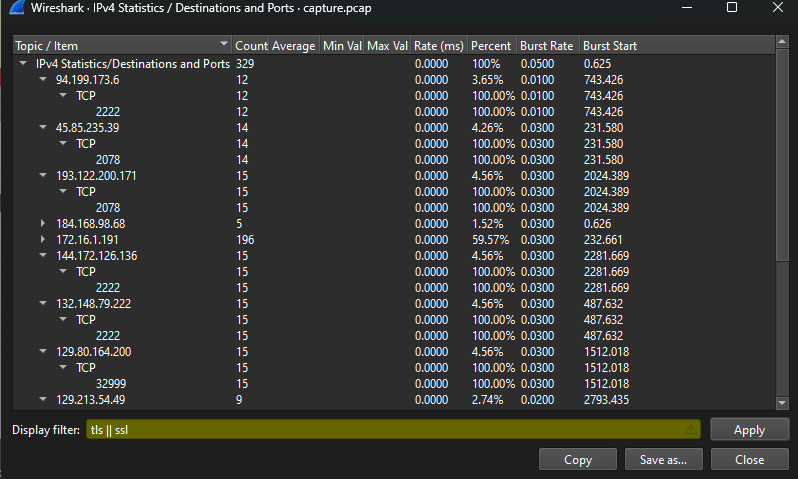 Wireshark · IPv4 Statistics / Destinations and Ports · capture.pcap
Topic / Item Count Average Min Val Max Val Rate (ms) Percent Burst Rate Burst Start
IPv4 Statistics/Destinations and Ports 329 0.0000 100% 0.0500 0.625
94.199.173.6 12 0.0000 3.65% 0.0100 743.426
TCP 12 0.0000 100.00% 0.0100 743.426
2222 12 0.0000 100.00% 0.0100 743.426
45.85.235.39 14 0.0000 4.26% 0.0300 231.580
TCP 14 0.0000 100.00% 0.0300 231.580
2078 14 0.0000 100.00% 0.0300 231.580
193.122.200.171 15 0.0000 4.56% 0.0300 2024.389
TCP 15 0.0000 100.00% 0.0300 2024.389
2078 15 0.0000 100.00% 0.0300 2024.389
184.168.98.68 5 0.0000 1.52% 0.0300 0.626
172.16.1.191 196 0.0000 59.57% 0.0300 232.661
144.172.126.136 15 0.0000 4.56% 0.0300 2281.669
TCP 15 0.0000 100.00% 0.0300 2281.669
2222 15 0.0000 100.00% 0.0300 2281.669
132.148.79.222 15 0.0000 4.56% 0.0300 487.632
TCP 15 0.0000 100.00% 0.0300 487.632
2222 15 0.0000 100.00% 0.0300 487.632
129.80.164.200 15 0.0000 4.56% 0.0300 1512.018
TCP 15 0.0000 100.00% 0.0300 1512.018
32999 15 0.0000 100.00% 0.0300 1512.018
129.213.54.49 9 0.0000 2.74% 0.0200 2793.435
Display filter: tls || ssl Apply
Copy Save as... Close